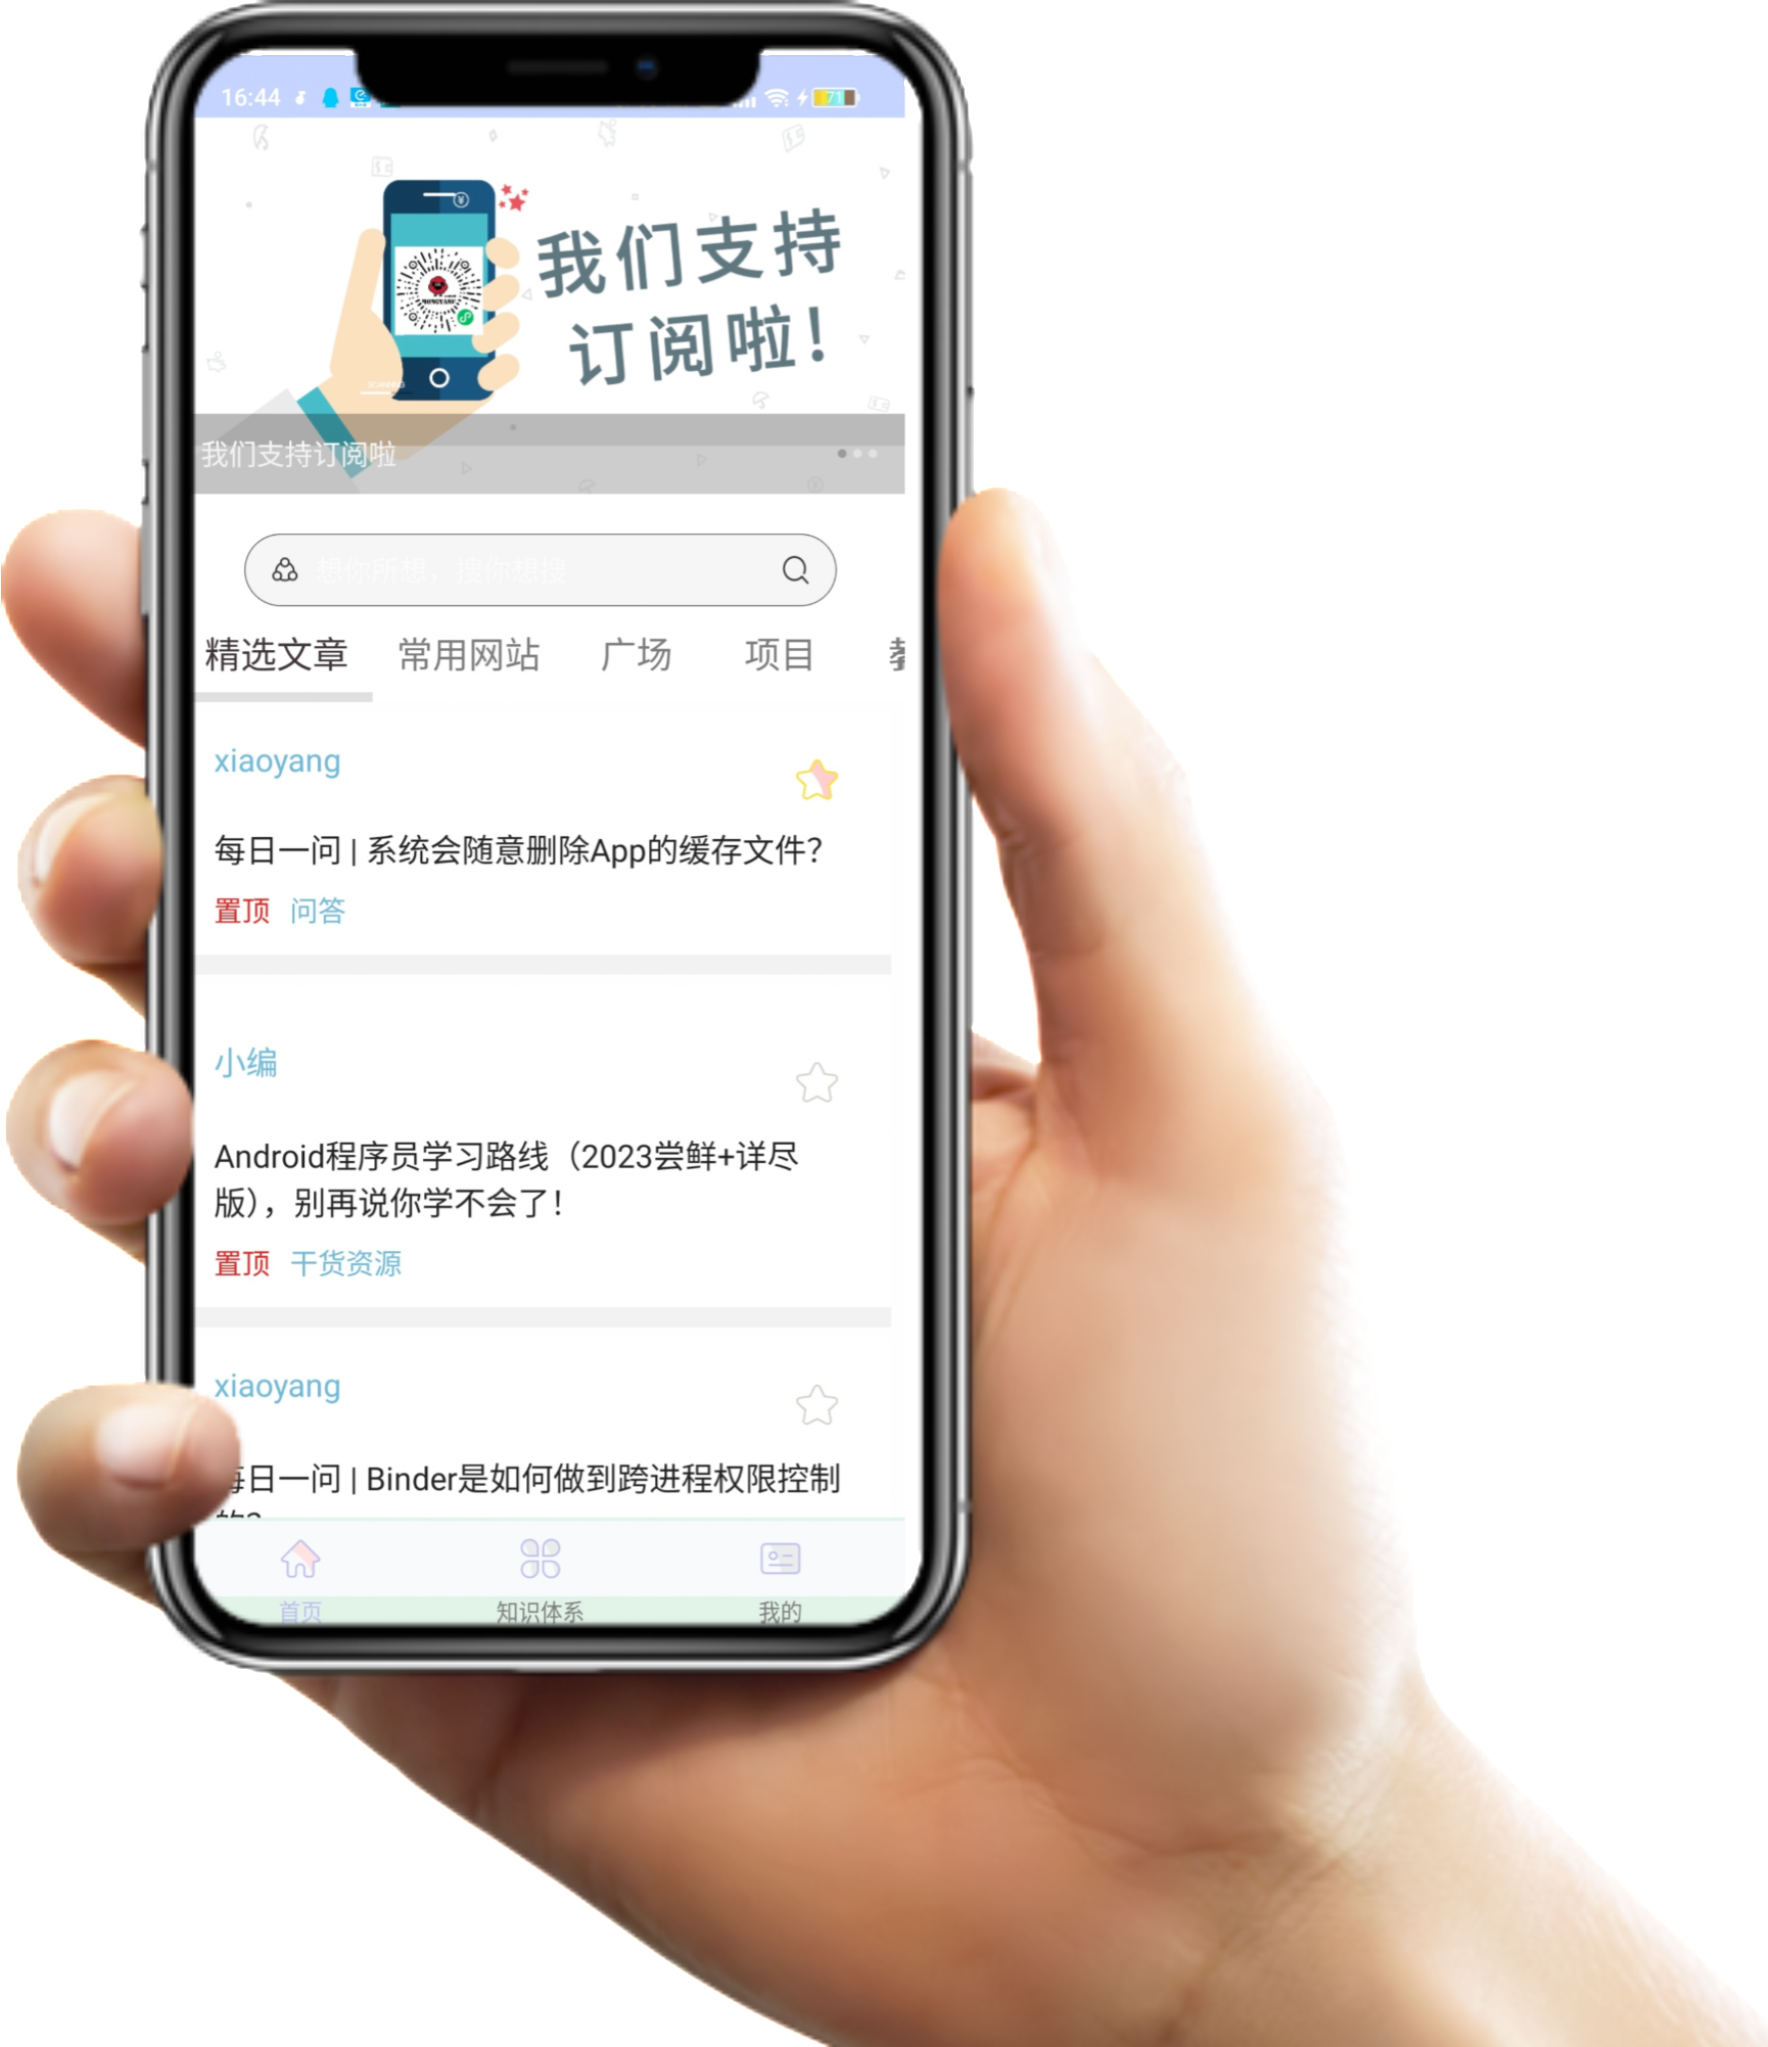 16:44
71
我们支持
订阅啦!
我们支持订阅啦
想你所想，搜你想搜
精选文章 常用网站 广场 项目
xiaoyang
每日一问 | 系统会随意删除App的缓存文件?
置顶 问答
小编
Android程序员学习路线（2023尝鲜+详尽
版），别再说你学不会了！
置顶 干货资源
xiaoyang
日一问 | Binder是如何做到跨进程权限控制
首页 知识体系 我的